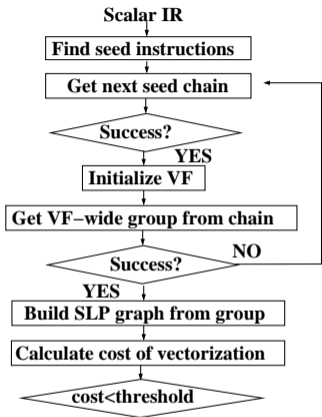 Scalar IR
Find seed instructions
Get next seed chain
Success?
YES
Initialize VF
Get VF−wide group from chain
NO
Success?
YES
Build SLP graph from group
Calculate cost of vectorization
cost<threshold